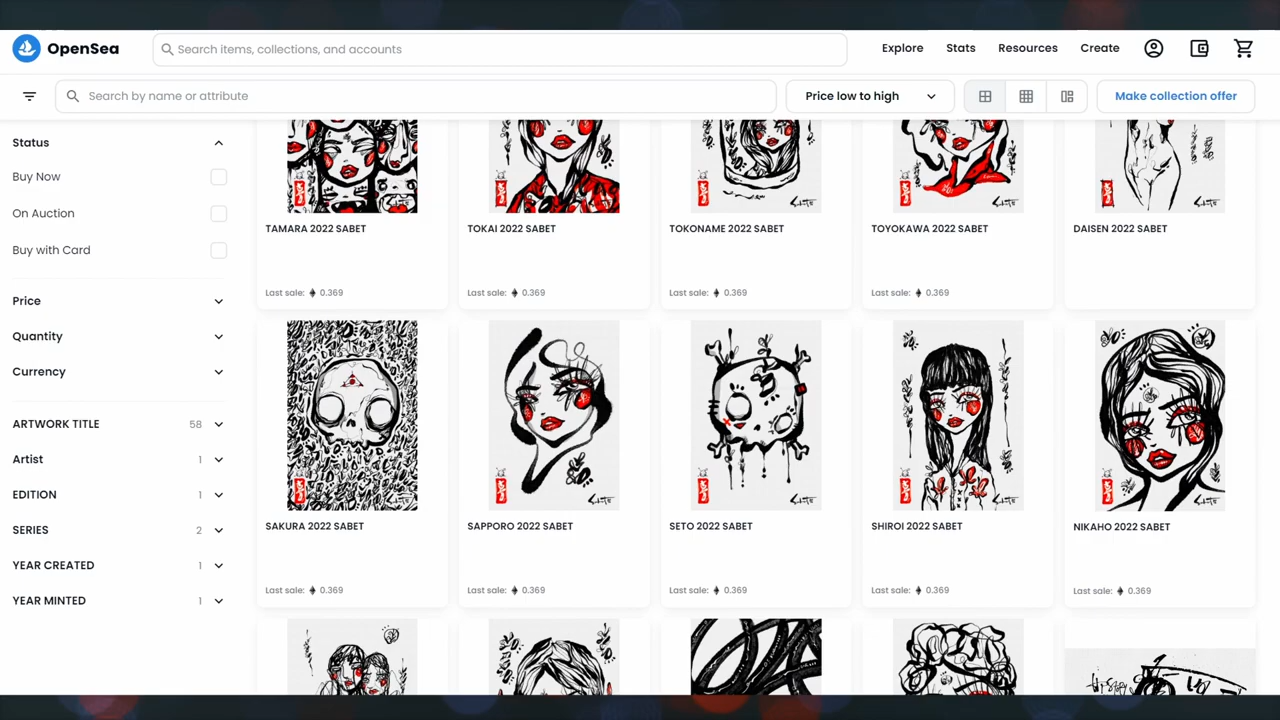 OpenSea
Search items, collections, and accounts
Explore
Stats
Resources
Create
Search by name or attribute
Price low to high
Make collection offer
Status
Buy Now
On Auction
Buy with Card
Price
Quantity
Currency
ARTWORK TITLE 58
Artist 1
EDITION 1
SERIES 2
YEAR CREATED 1
YEAR MINTED 1
TAMARA 2022 SABET
TOKAI 2022 SABET
TOKONAME 2022 SABET
TOYOKAWA 2022 SABET
DAISEN 2022 SABET
Last sale: 0.369
Last sale: 0.369
Last sale: 0.369
Last sale: 0.369
SAKURA 2022 SABET
SAPPORO 2022 SABET
SETO 2022 SABET
SHIROI 2022 SABET
NIKAHO 2022 SABET
Last sale: 0.369
Last sale: 0.369
Last sale: 0.369
Last sale: 0.369
Last sale: 0.369